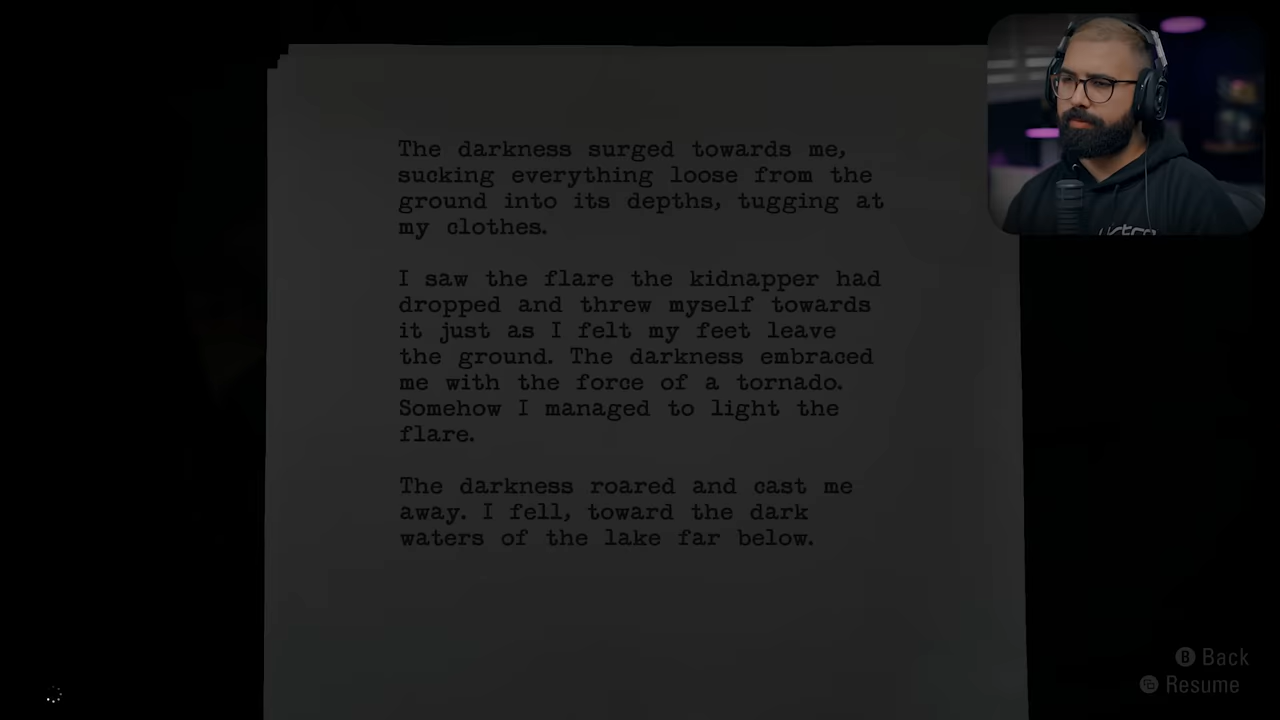 The darkness surged towards me,
sucking everything loose from the
ground into its depths, tugging at
my clothes.
I saw the flare the kidnapper had
dropped and threw myself towards
it just as I felt my feet leave
the ground. The darkness embraced
me with the force of a tornado.
Somehow I managed to light the
flare.
The darkness roared and cast me
away. I fell, toward the dark
waters of the lake far below.
B Back
Resume